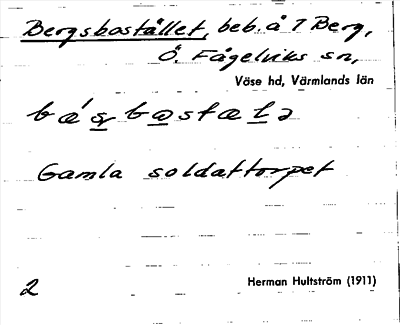 Bergsbostället, beb. å 7 Berg,
Ö. Fågelviks sn,
Väse hd, Värmlands län
Gamla soldattorpet
2
Herman Hultström (1911)